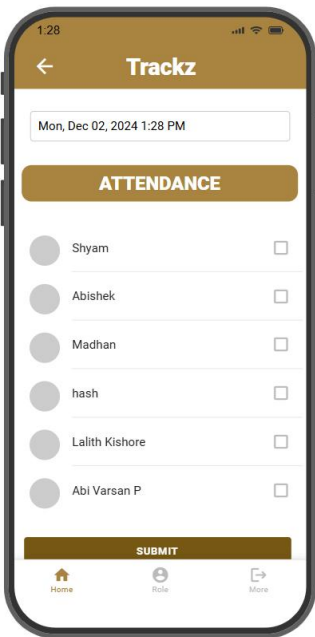 1:28
Trackz
Mon, Dec 02, 2024 1:28 PM
ATTENDANCE
Shyam
Abishek
Madhan
hash
Lalith Kishore
Abi Varsan P
SUBMIT
Home Role More